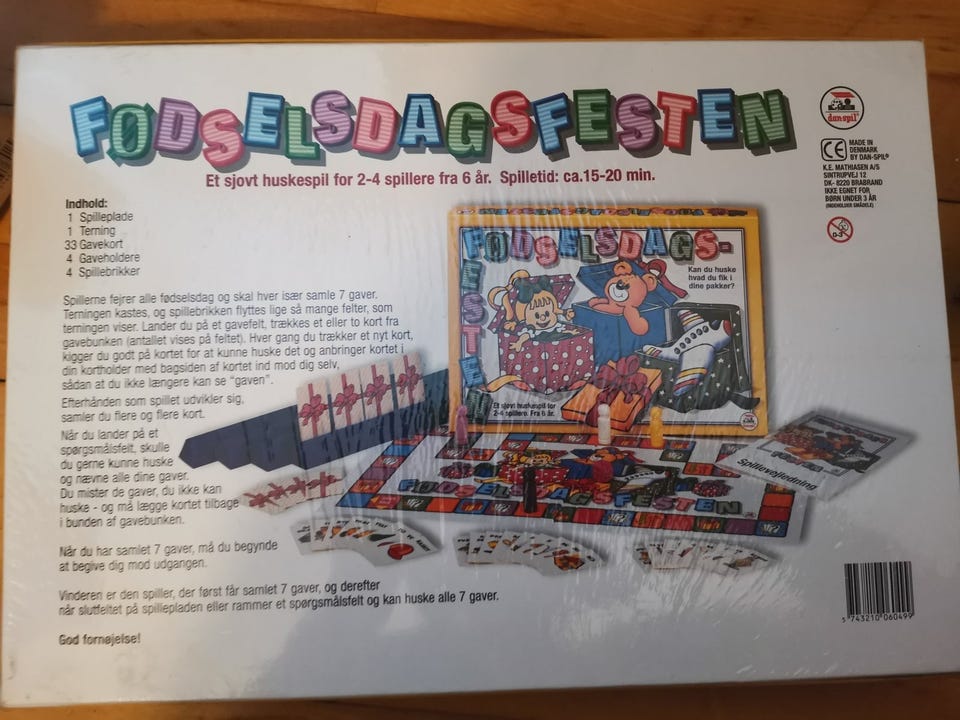 FØDSELSDAGSFESTEN
Et sjovt huskespil for 2-4 spillere fra 6 år. Spilletid: ca.15-20 min.
dan-spil®
CE
MADE IN
DENMARK
BY DAN-SPIL®
K.E. MATHIASEN A/S
SINTRUPVEJ 12
DK- 8220 BRABRAND
IKKE EGNET FOR
BØRN UNDER 3 ÅR
(INDEHOLDER SMÅDELE)
0-3
Indhold:
1 Spilleplade
1 Terning
33 Gavekort
4 Gaveholdere
4 Spillebrikker
Spillerne fejrer alle fødselsdag og skal hver især samle 7 gaver.
Terningen kastes, og spillebrikken flyttes lige så mange felter, som
terningen viser. Lander du på et gavefelt, trækkes et eller to kort fra
gavebunken (antallet vises på feltet). Hver gang du trækker et nyt kort,
kigger du godt på kortet for at kunne huske det og anbringer kortet i
din kortholder med bagsiden af kortet ind mod dig selv,
sådan at du ikke længere kan se "gaven".
Efterhånden som spillet udvikler sig,
samler du flere og flere kort.
Når du lander på et
spørgsmålsfelt, skulle
du gerne kunne huske
og nævne alle dine gaver.
Du mister de gaver, du ikke kan
huske - og må lægge kortet tilbage
i bunden af gavebunken.
Når du har samlet 7 gaver, må du begynde
at begive dig mod udgangen.
Vinderen er den spiller, der først får samlet 7 gaver, og derefter
når slutfeltet på spillepladen eller rammer et spørgsmålsfelt og kan huske alle 7 gaver.
God fornøjelse!
FØDSELSDAGS-
FESTEN
Kan du huske
hvad du fik i
dine pakker?
Et sjovt huskespil for
2-4 spillere. Fra 6 år.
FØDSELSDAGSFESTEN
Spillevejledning
5 743210 060499